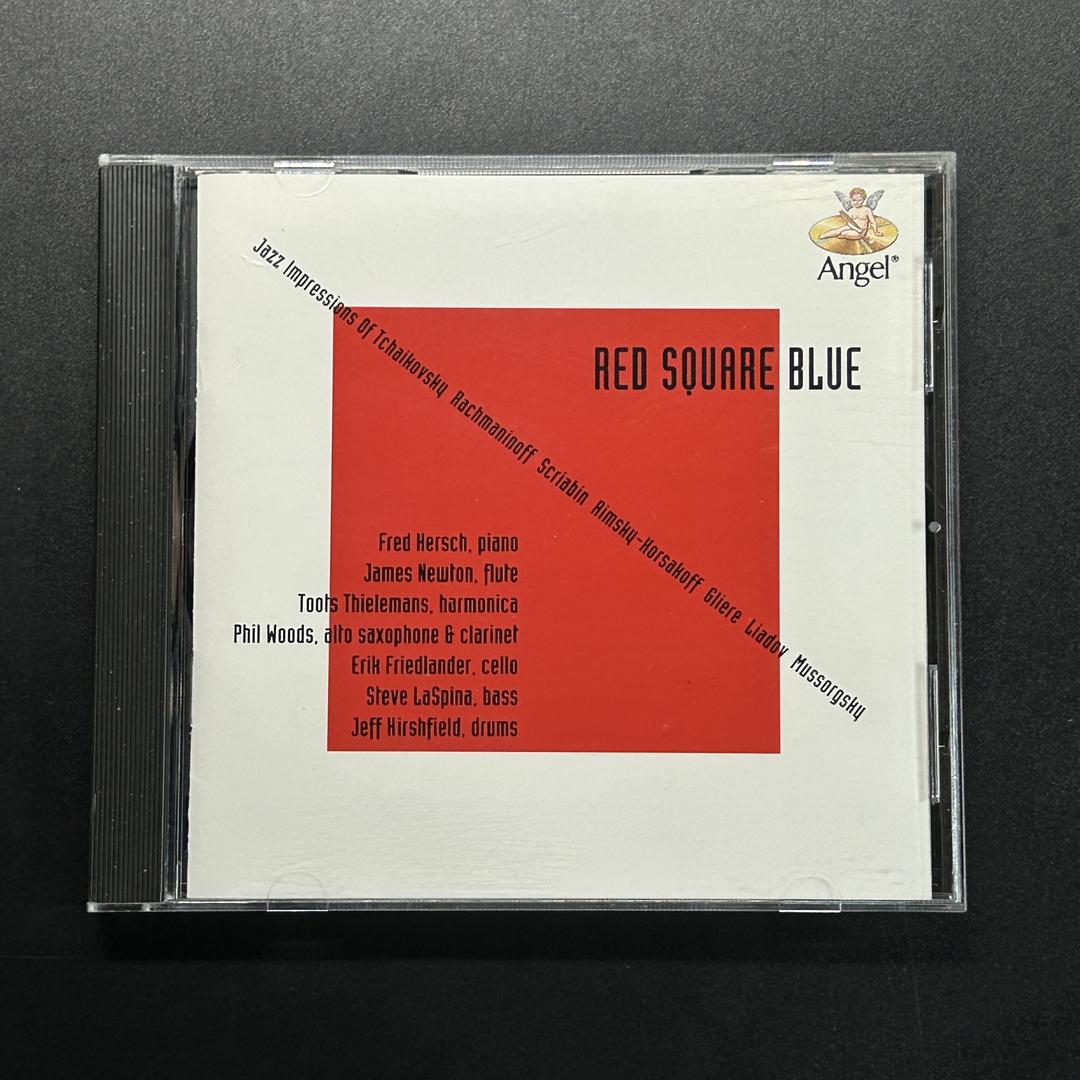 Angel®
Jazz Impressions Of Tchaikovsky Rachmaninoff Scriabin Rimsky-Korsakoff Gliere Liadov Mussorgsky
RED SQUARE BLUE
Fred Hersch, piano
James Newton, flute
Toots Thielemans, harmonica
Phil Woods, alto saxophone & clarinet
Erik Friedlander, cello
Steve LaSpina, bass
Jeff Hirshfield, drums